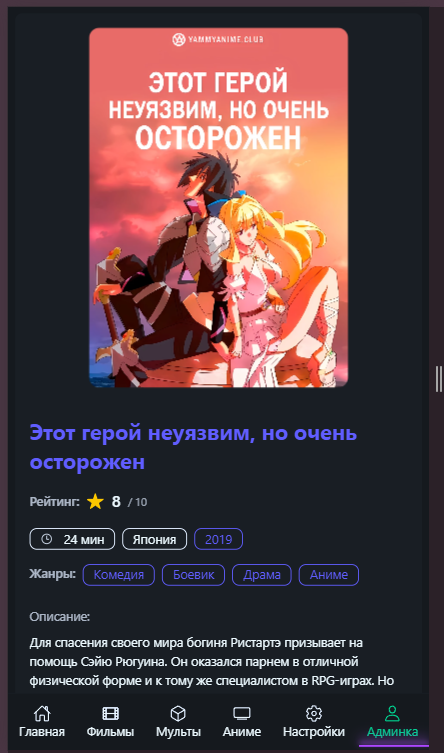 YAMMYANIME.CLUB
ЭТОТ ГЕРОЙ
НЕУЯЗВИМ, НО ОЧЕНЬ
ОСТОРОЖЕН
Этот герой неуязвим, но очень
осторожен
Рейтинг: 8 / 10
24 мин Япония 2019
Жанры: Комедия Боевик Драма Аниме
Описание:
Для спасения своего мира богиня Ристартэ призывает на
помощь Сэйю Рюгуина. Он оказался парнем в отличной
физической форме и к тому же специалистом в RPG-играх. Но
Главная Фильмы Мульты Аниме Настройки Админка